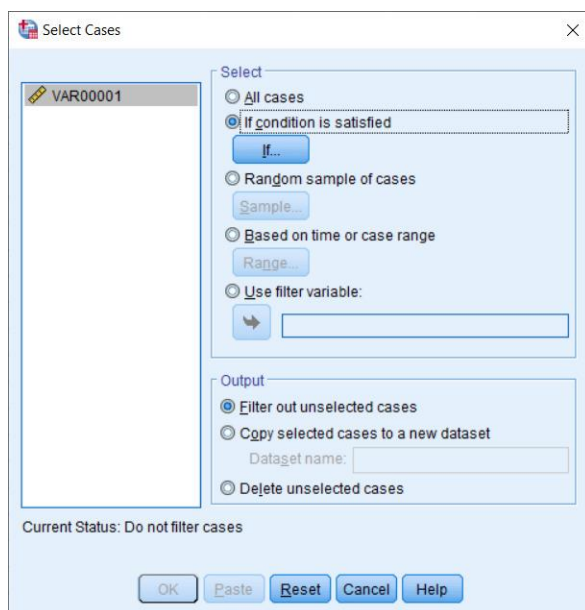 Select Cases
VAR00001
Select
All cases
If condition is satisfied
If...
Random sample of cases
Sample...
Based on time or case range
Range...
Use filter variable:
Output
Filter out unselected cases
Copy selected cases to a new dataset
Dataset name:
Delete unselected cases
Current Status: Do not filter cases
OK Paste Reset Cancel Help